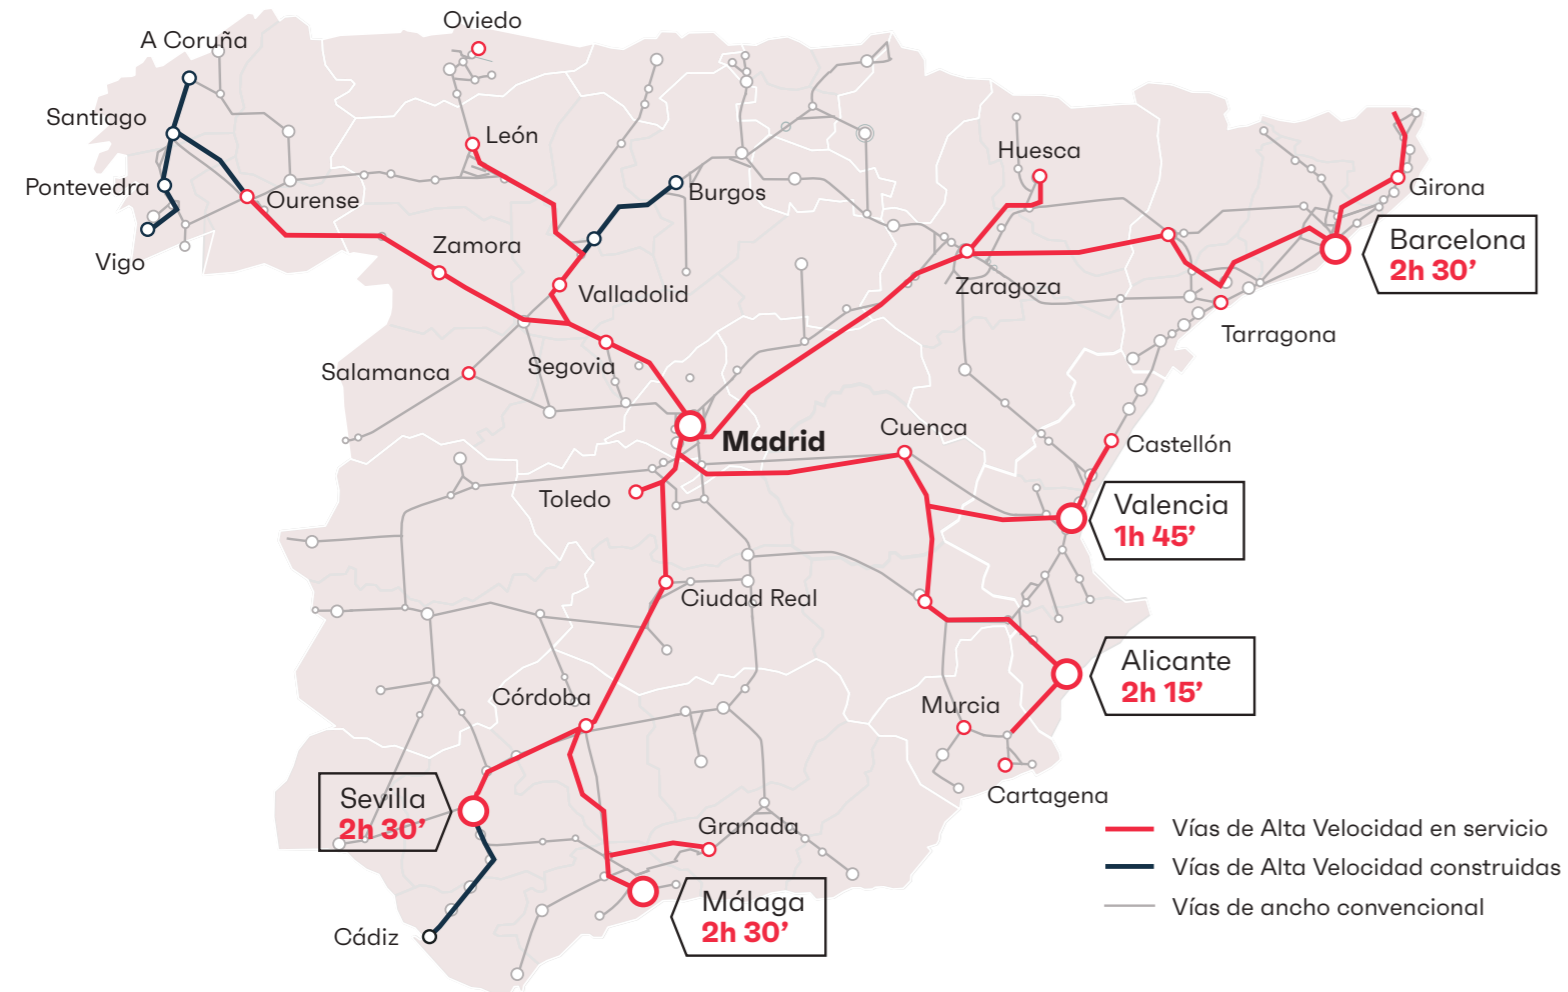 Oviedo
A Coruña
Santiago
León
Huesca
Pontevedra
Ourense
Burgos
Girona
Vigo
Zamora
Barcelona
2h 30’
Valladolid
Zaragoza
Tarragona
Salamanca
Segovia
Madrid
Cuenca
Castellón
Toledo
Valencia
1h 45’
Ciudad Real
Alicante
2h 15’
Córdoba
Murcia
Sevilla
2h 30’
Cartagena
Granada
Málaga
2h 30’
Cádiz
Vías de Alta Velocidad en servicio
Vías de Alta Velocidad construidas
Vías de ancho convencional